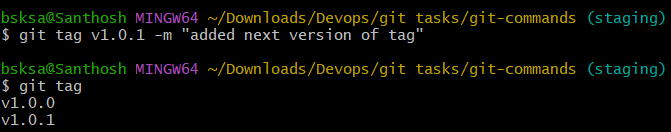 bsksa@Santhosh MINGW64 ~/Downloads/Devops/git tasks/git-commands (staging)
$ git tag v1.0.1 -m "added next version of tag"
bsksa@Santhosh MINGW64 ~/Downloads/Devops/git tasks/git-commands (staging)
$ git tag
v1.0.0
v1.0.1